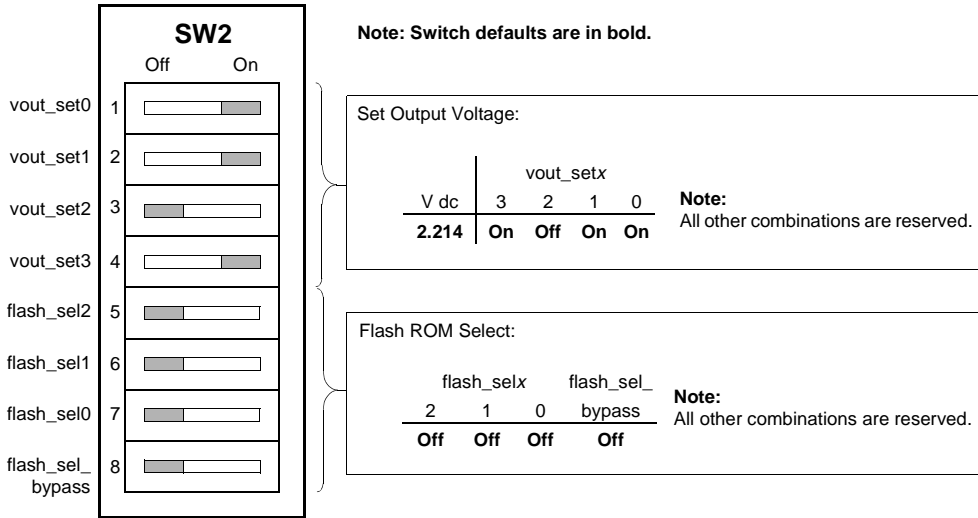 SW2
Off On
vout_set0 1
vout_set1 2
vout_set2 3
vout_set3 4
flash_sel2 5
flash_sel1 6
flash_sel0 7
flash_sel_ 8
bypass
Note: Switch defaults are in bold.
Set Output Voltage:
vout_setx
V dc 3 2 1 0
2.214 On Off On On
Note:
All other combinations are reserved.
Flash ROM Select:
flash_selx flash_sel_
2 1 0 bypass
Off Off Off Off
Note:
All other combinations are reserved.